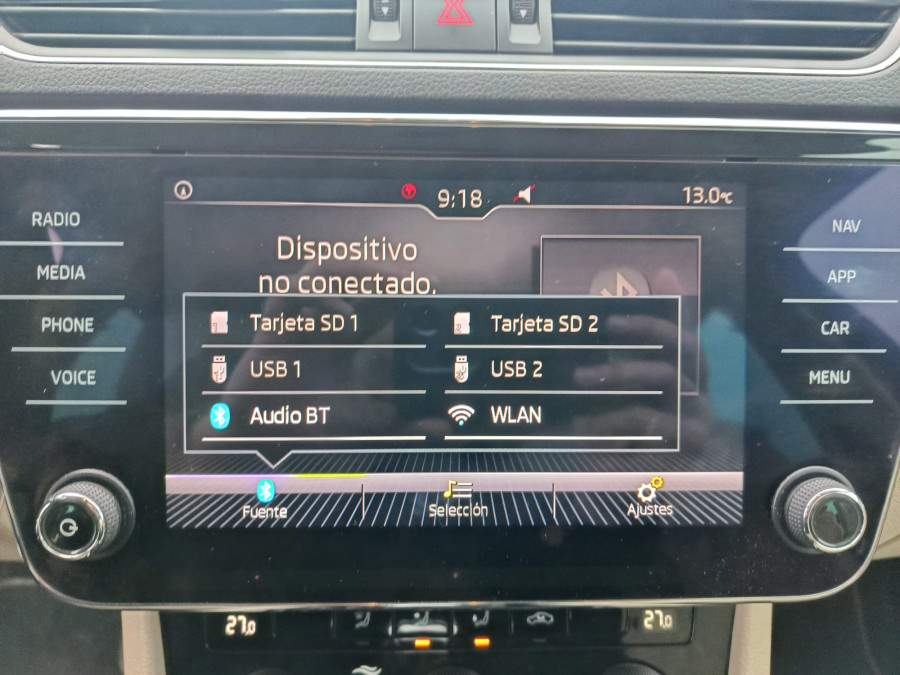 9:18
13.0°C
RADIO
MEDIA
PHONE
VOICE
Dispositivo
no conectado.
Tarjeta SD 1
Tarjeta SD 2
USB 1
USB 2
Audio BT
WLAN
Fuente
Selección
Ajustes
NAV
APP
CAR
MENU
27.0
27.0